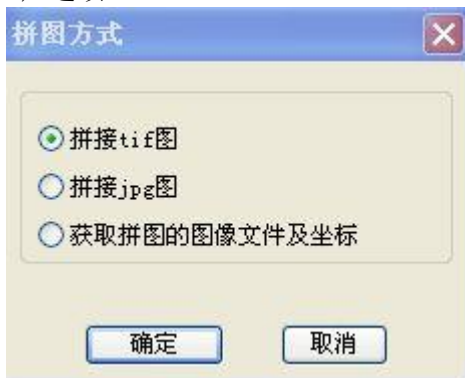 拼图方式
拼接tif图
拼接jpg图
获取拼图的图像文件及坐标
确定
取消